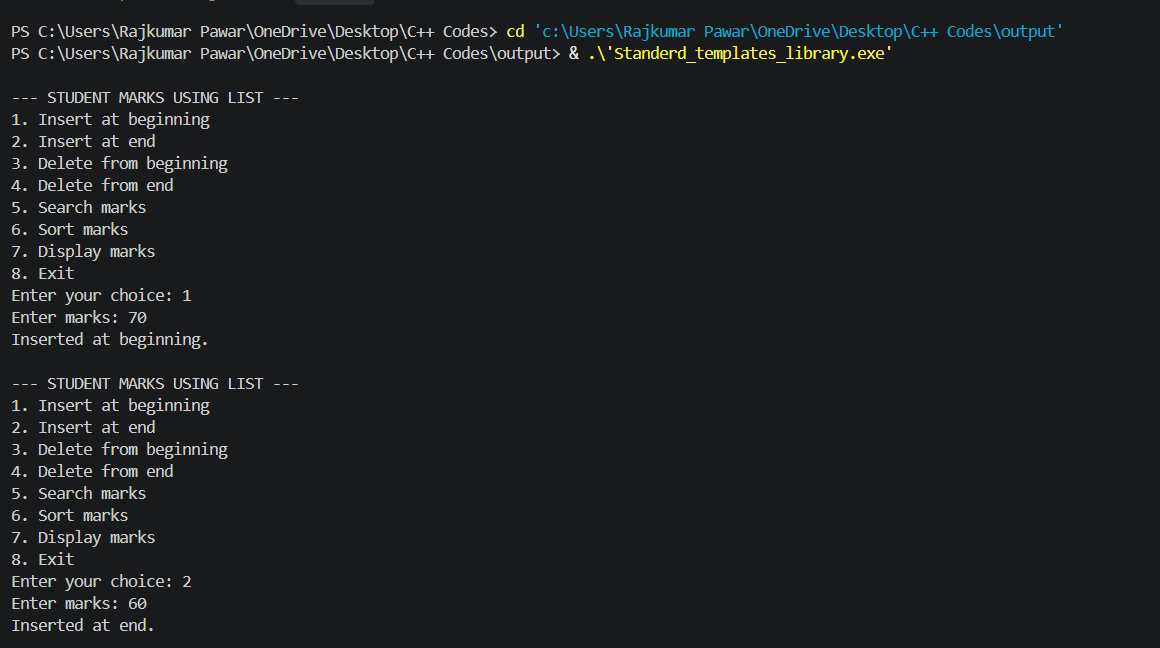 PS C:\Users\Rajkumar Pawar\OneDrive\Desktop\C++ Codes> cd 'c:\Users\Rajkumar Pawar\OneDrive\Desktop\C++ Codes\output'
PS C:\Users\Rajkumar Pawar\OneDrive\Desktop\C++ Codes\output> & .\'Standerd_templates_library.exe'

--- STUDENT MARKS USING LIST ---
1. Insert at beginning
2. Insert at end
3. Delete from beginning
4. Delete from end
5. Search marks
6. Sort marks
7. Display marks
8. Exit
Enter your choice: 1
Enter marks: 70
Inserted at beginning.

--- STUDENT MARKS USING LIST ---
1. Insert at beginning
2. Insert at end
3. Delete from beginning
4. Delete from end
5. Search marks
6. Sort marks
7. Display marks
8. Exit
Enter your choice: 2
Enter marks: 60
Inserted at end.